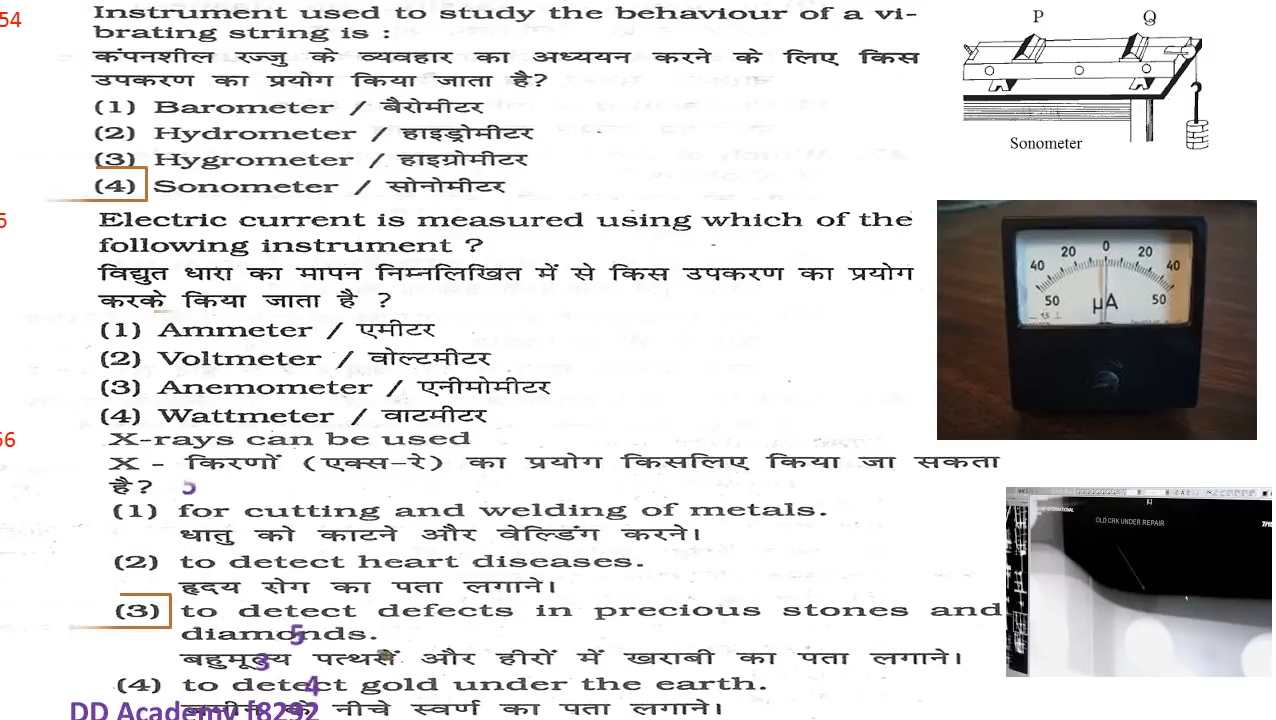 54
Instrument used to study the behaviour of a vi-
brating string is :
कंपनशील रज्जु के व्यवहार का अध्ययन करने के लिए किस
उपकरण का प्रयोग किया जाता है?
(1) Barometer / बैरोमीटर
(2) Hydrometer / हाइड्रोमीटर
(3) Hygrometer / हाइग्रोमीटर
(4) Sonometer / सोनोमीटर
P Q
Sonometer
5
Electric current is measured using which of the
following instrument ?
विद्युत धारा का मापन निम्नलिखित में से किस उपकरण का प्रयोग
करके किया जाता है ?
(1) Ammeter / एमीटर
(2) Voltmeter / वोल्टमीटर
(3) Anemometer / एनीमोमीटर
(4) Wattmeter / वाटमीटर
40 20 0 20 40
50 μA 50
56
X-rays can be used
X - किरणों (एक्स-रे) का प्रयोग किसलिए किया जा सकता
है? 5
(1) for cutting and welding of metals.
धातु को काटने और वेल्डिंग करने।
(2) to detect heart diseases.
हृदय रोग का पता लगाने।
(3) to detect defects in precious stones and
diamonds. 5
बहुमूल्य पत्थरों और हीरों में खराबी का पता लगाने।
3
(4) to detect gold under the earth.
4
के नीचे स्वर्ण का पता लगाने।
DD Academy j8292
OLD CRK UNDER REPAIR